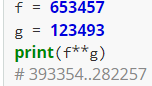 f = 653457
g = 123493
print(f**g)
# 393354..282257